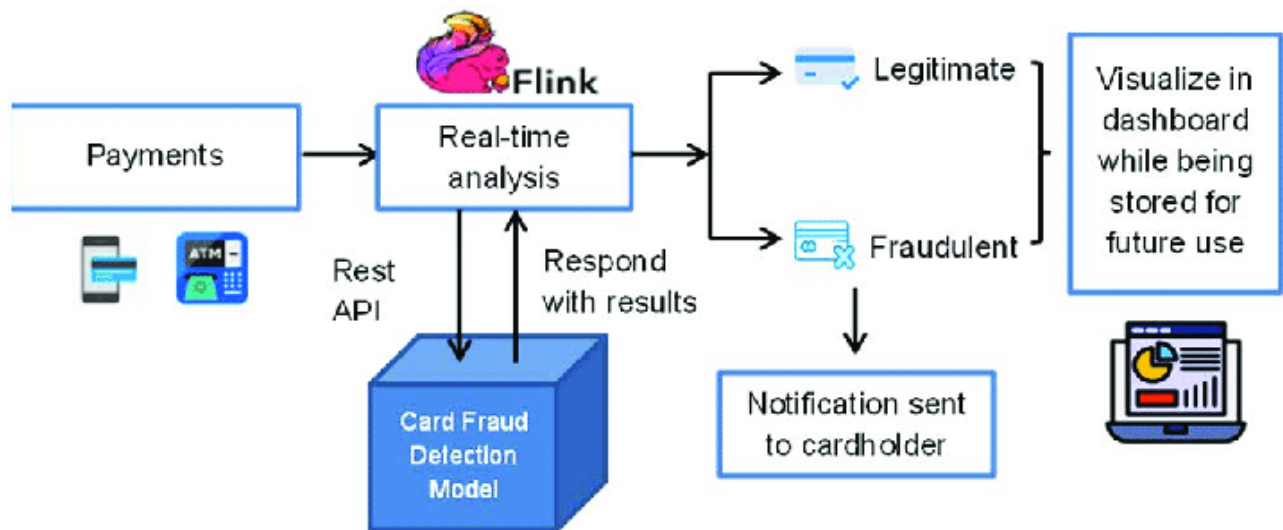 Flink
Payments
Real-time
analysis
Legitimate
Fraudulent
Visualize in
dashboard
while being
stored for
future use
ATM
Rest
API
Respond
with results
Card Fraud
Detection
Model
Notification sent
to cardholder